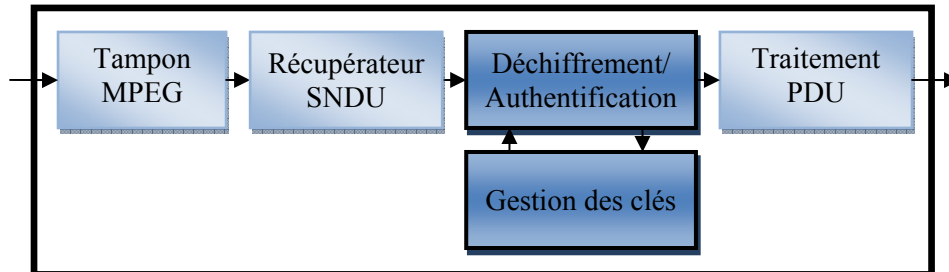 Tampon
MPEG
Récupérateur
SNDU
Déchiffrement/
Authentification
Traitement
PDU
Gestion des clés